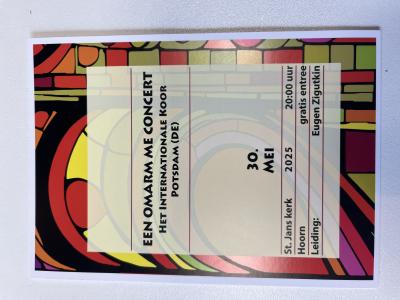 EEN OMARM ME CONCERT
HET INTERNATIONALE KOOR
POTSDAM (DE)
30.
MEI
St. Jans kerk 2025 20:00 uur
Hoorn gratis entree
Leiding: Eugen Zigutkin